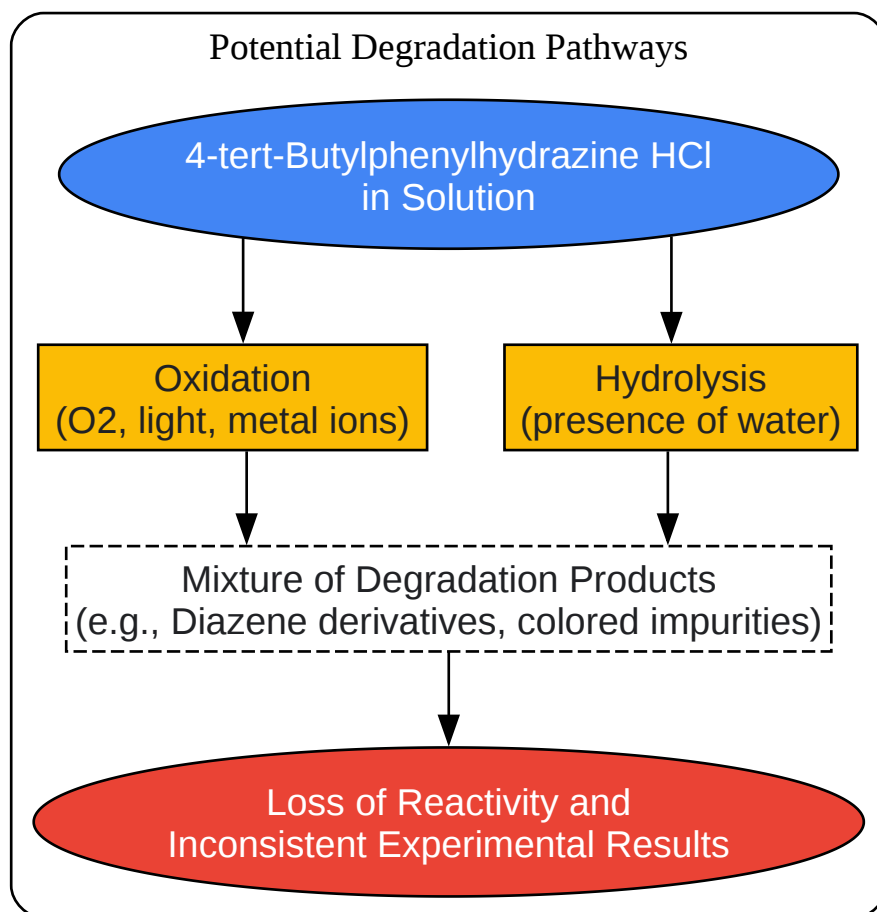 Potential Degradation Pathways
4-tert-Butylphenylhydrazine HCl
in Solution
Oxidation
(O2, light, metal ions)
Hydrolysis
(presence of water)
Mixture of Degradation Products
(e.g., Diazene derivatives, colored impurities)
Loss of Reactivity and
Inconsistent Experimental Results